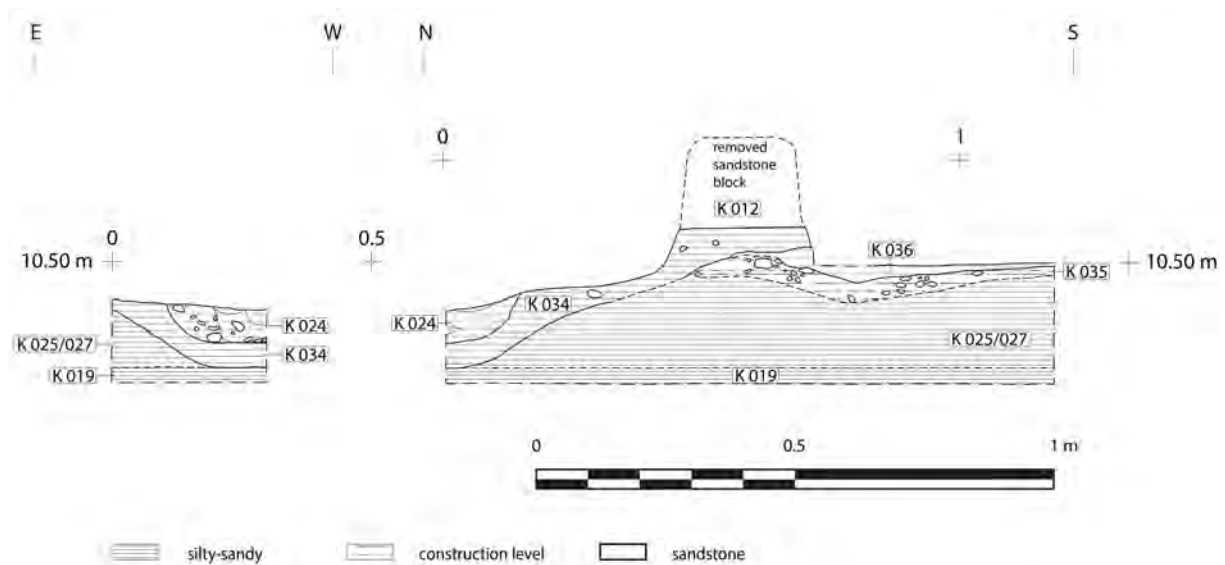 E W N S
0 1
removed
sandstone
block
K 012
0 0.5
10.50 m
K 036
10.50 m
K 035
K 034
K 024
K 024
K 025/027
K 034
K 025/027
K 019
K 019
0 0.5 1 m
silty-sandy construction level sandstone